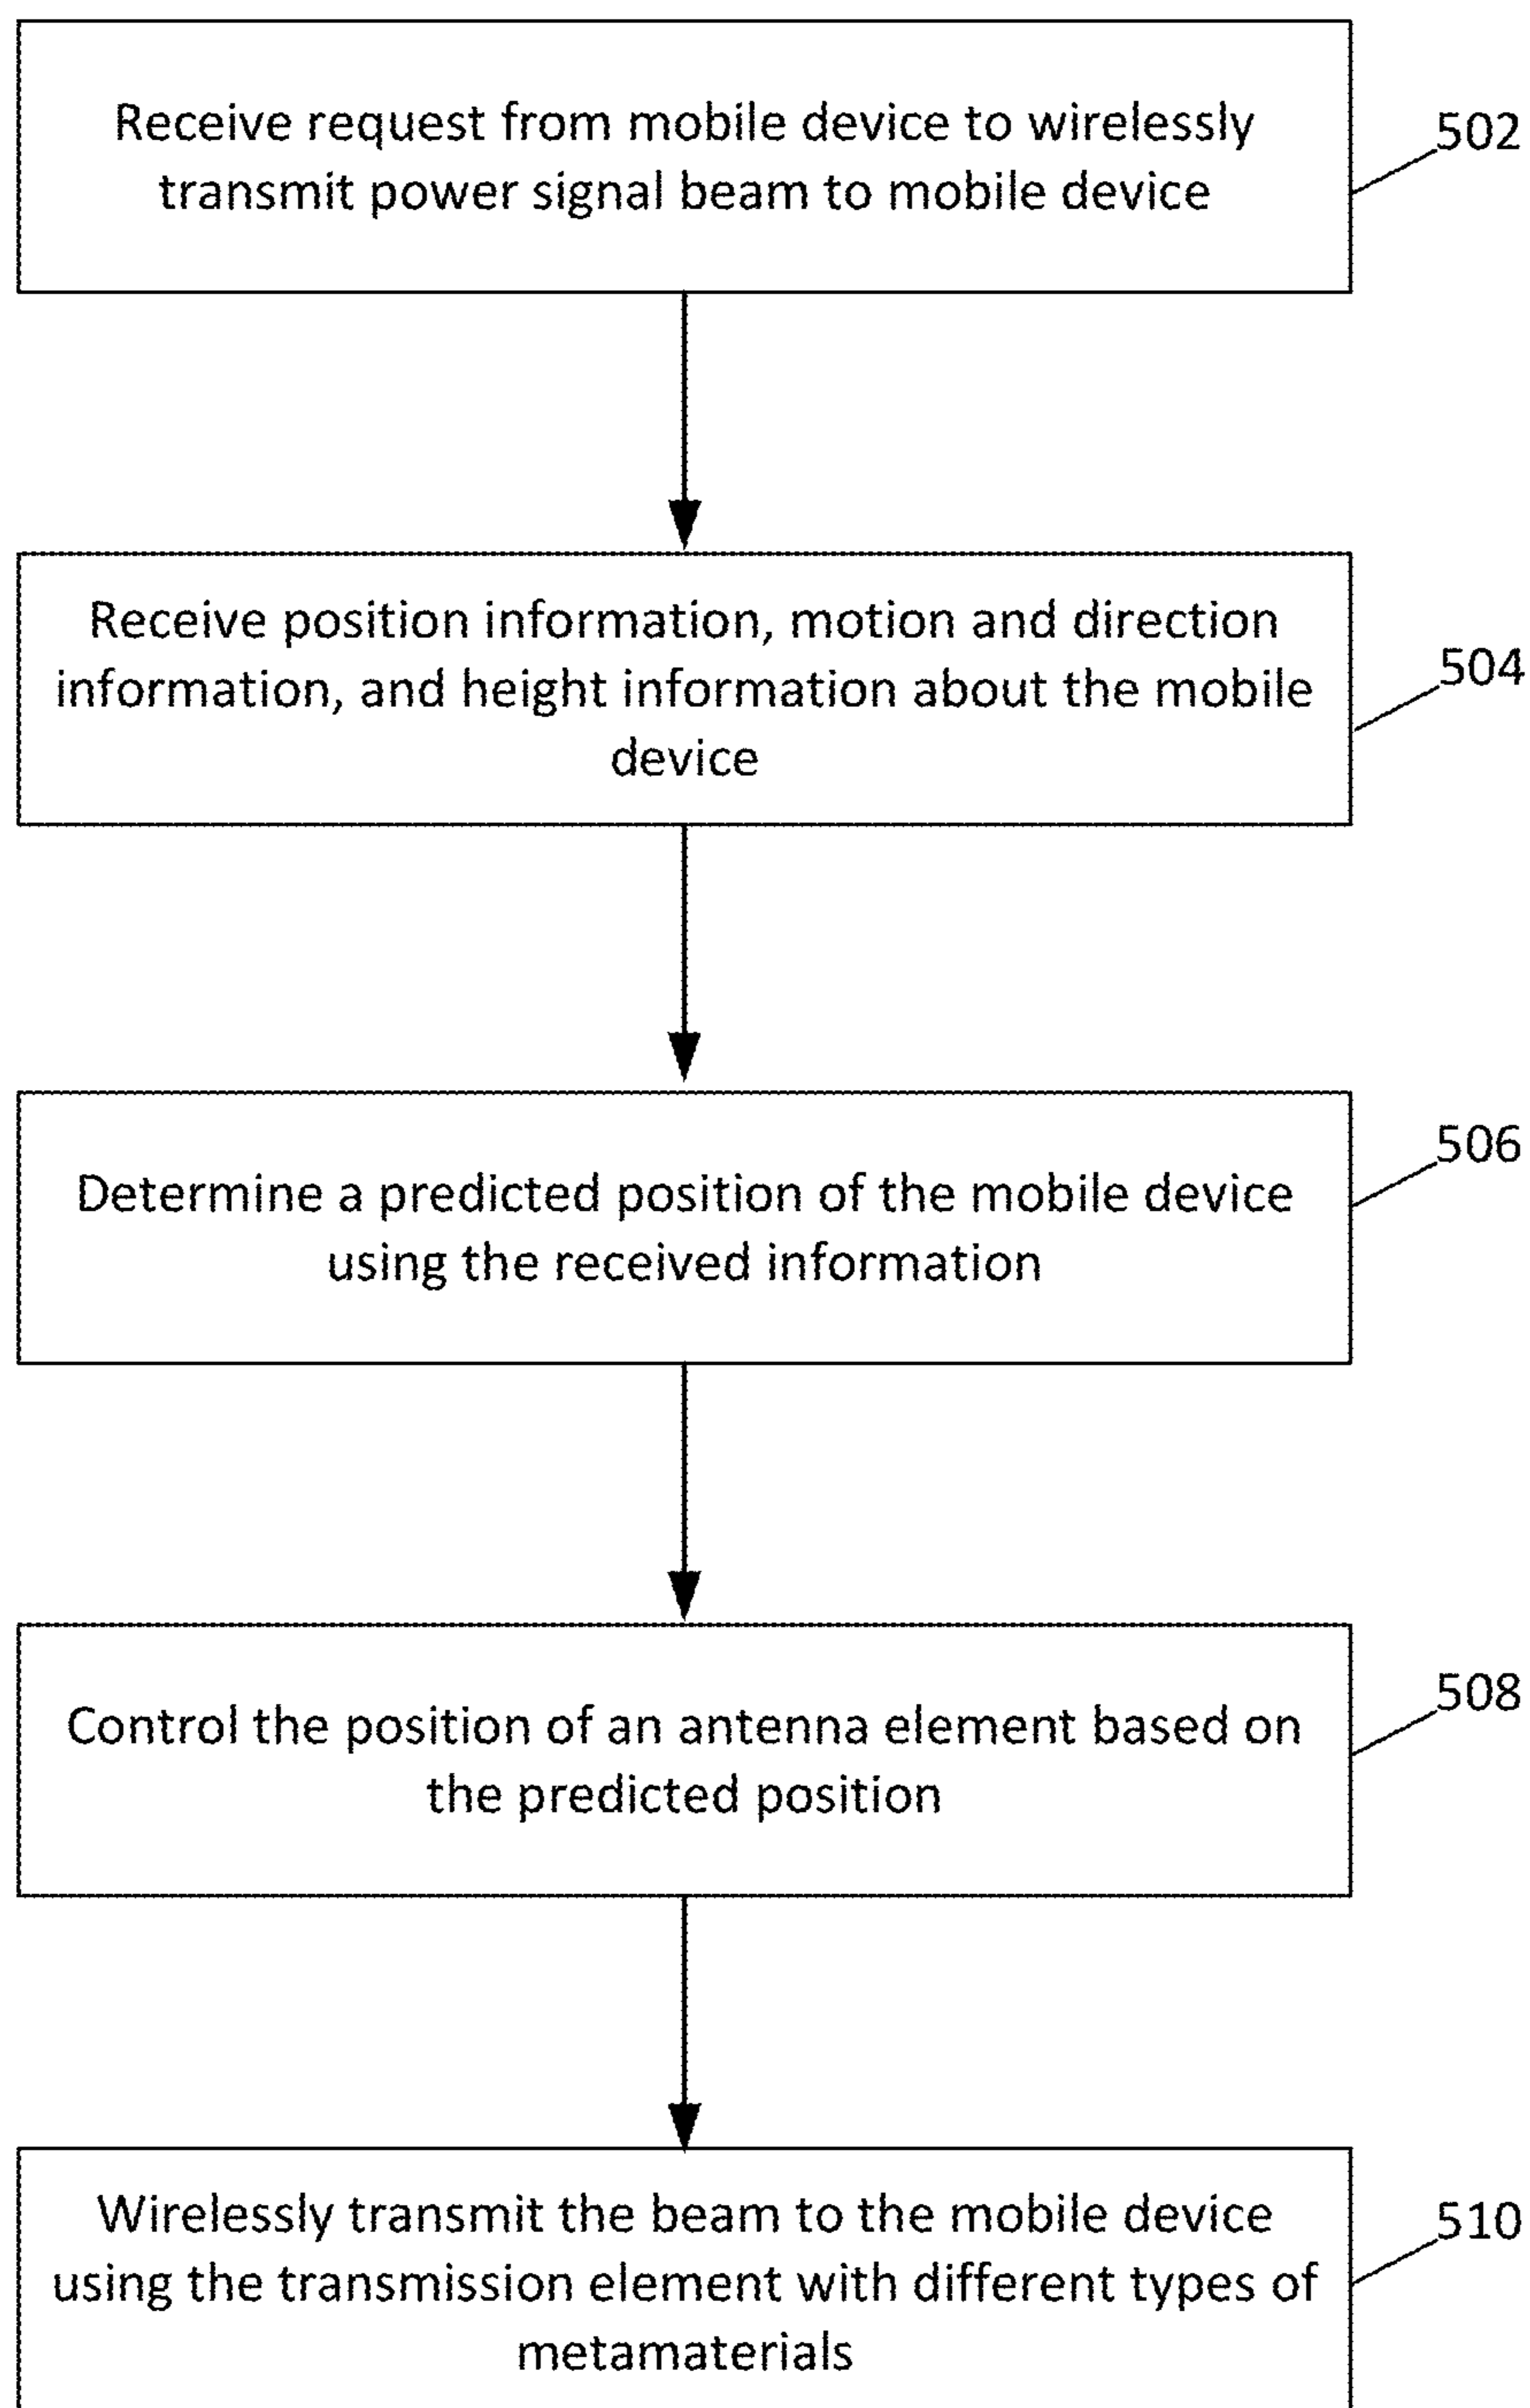 Receive request from mobile device to wirelessly
transmit power signal beam to mobile device
502
Receive position information, motion and direction
information, and height information about the mobile
device
504
Determine a predicted position of the mobile device
using the received information
506
Control the position of an antenna element based on
the predicted position
508
Wirelessly transmit the beam to the mobile device
using the transmission element with different types of
metamaterials
510